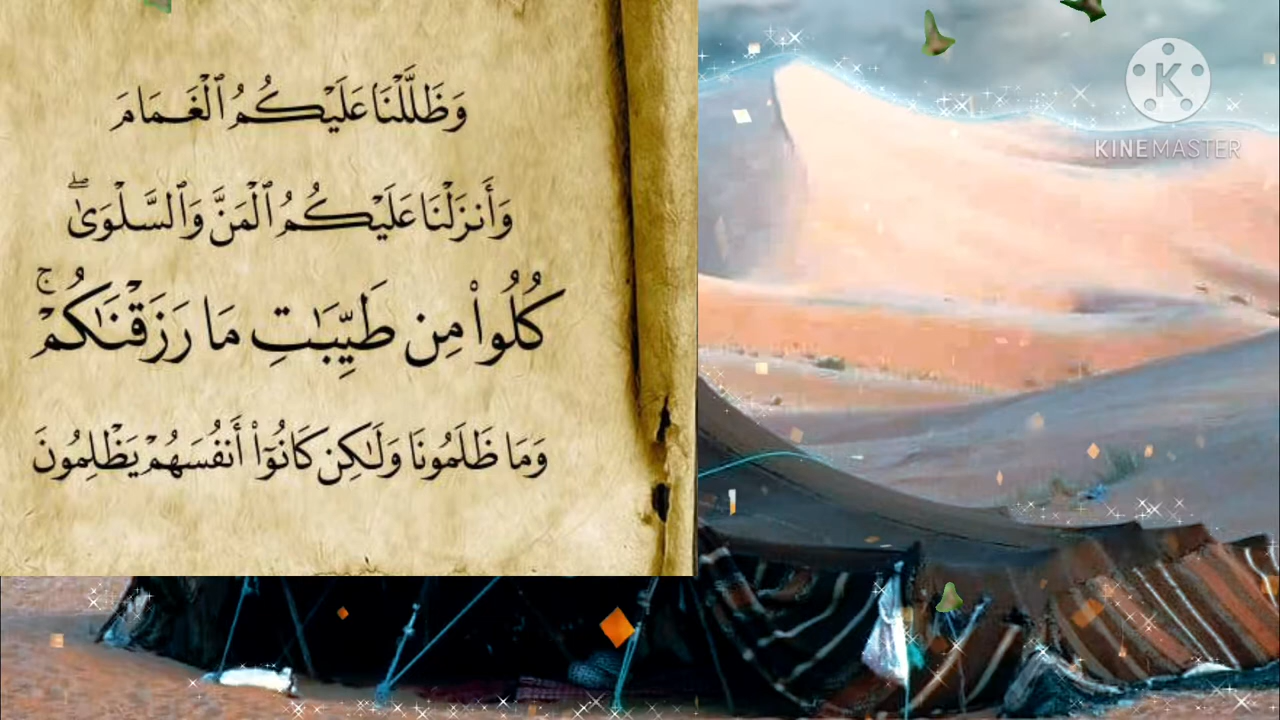 وَظَلَّلْنَا عَلَيْكُمُ ٱلْغَمَامَ
وَأَنزَلْنَا عَلَيْكُمُ ٱلْمَنَّ وَٱلسَّلْوَىٰۖ
كُلُوا۟ مِن طَيِّبَـٰتِ مَا رَزَقْنَـٰكُمْۚ
وَمَا ظَلَمُونَا وَلَـٰكِن كَانُوٓا۟ أَنفُسَهُمْ يَظْلِمُونَ
K
KINEMASTER